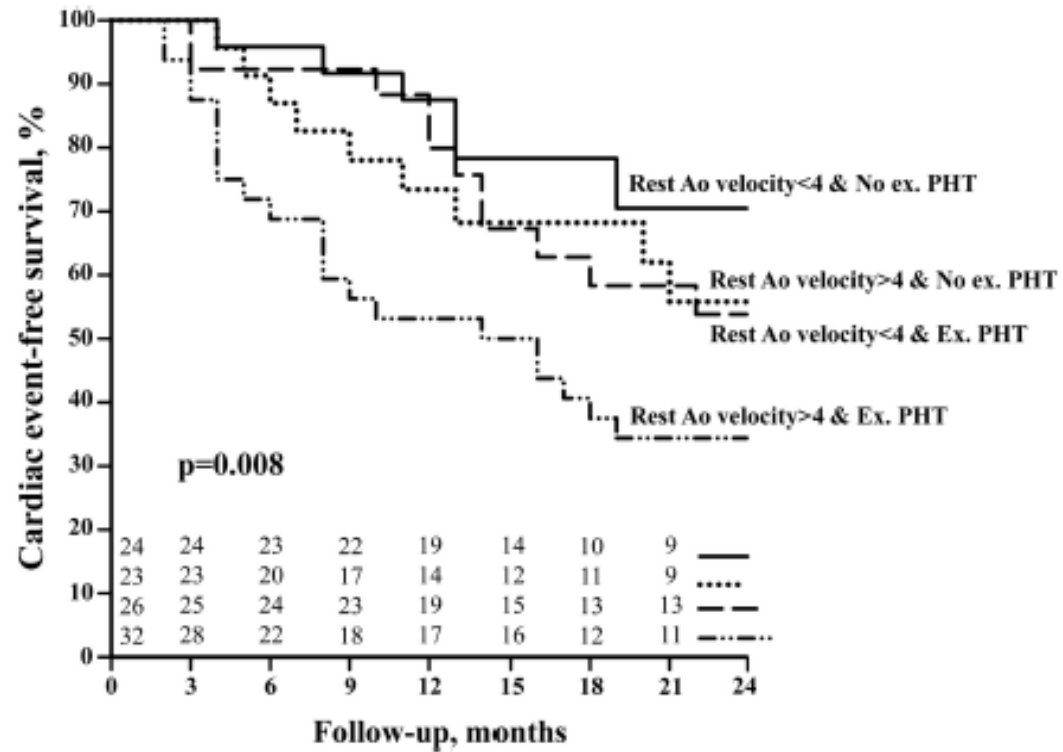 Cardiac event-free survival, %
100
90
80
70
60
50
40
30
20
10
0
Rest Ao velocity<4 & No ex. PHT
Rest Ao velocity>4 & No ex. PHT
Rest Ao velocity<4 & Ex. PHT
Rest Ao velocity>4 & Ex. PHT
p=0.008
24 24 23 22 19 14 10 9
23 23 20 17 14 12 11 9
26 25 24 23 19 15 13 13
32 28 22 18 17 16 12 11
0 3 6 9 12 15 18 21 24
Follow-up, months